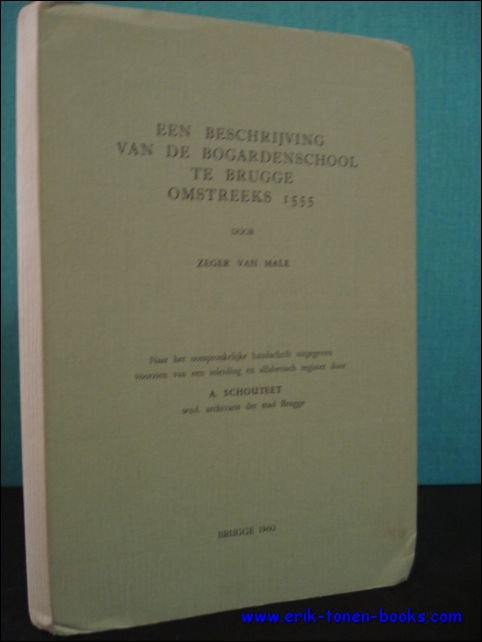 EEN BESCHRIJVING
VAN DE BOGARDENSCHOOL
TE BRUGGE
OMSTREEKS 1555
DOOR
ZEGER VAN MALE
Naar het oorspronkelijke handschrift uitgegeven
voorzien van een inleiding en alfabetisch register door
A. SCHOUTEET
wnd. archivaris der stad Brugge
BRUGGE 1960
www.erik-tonen-books.com